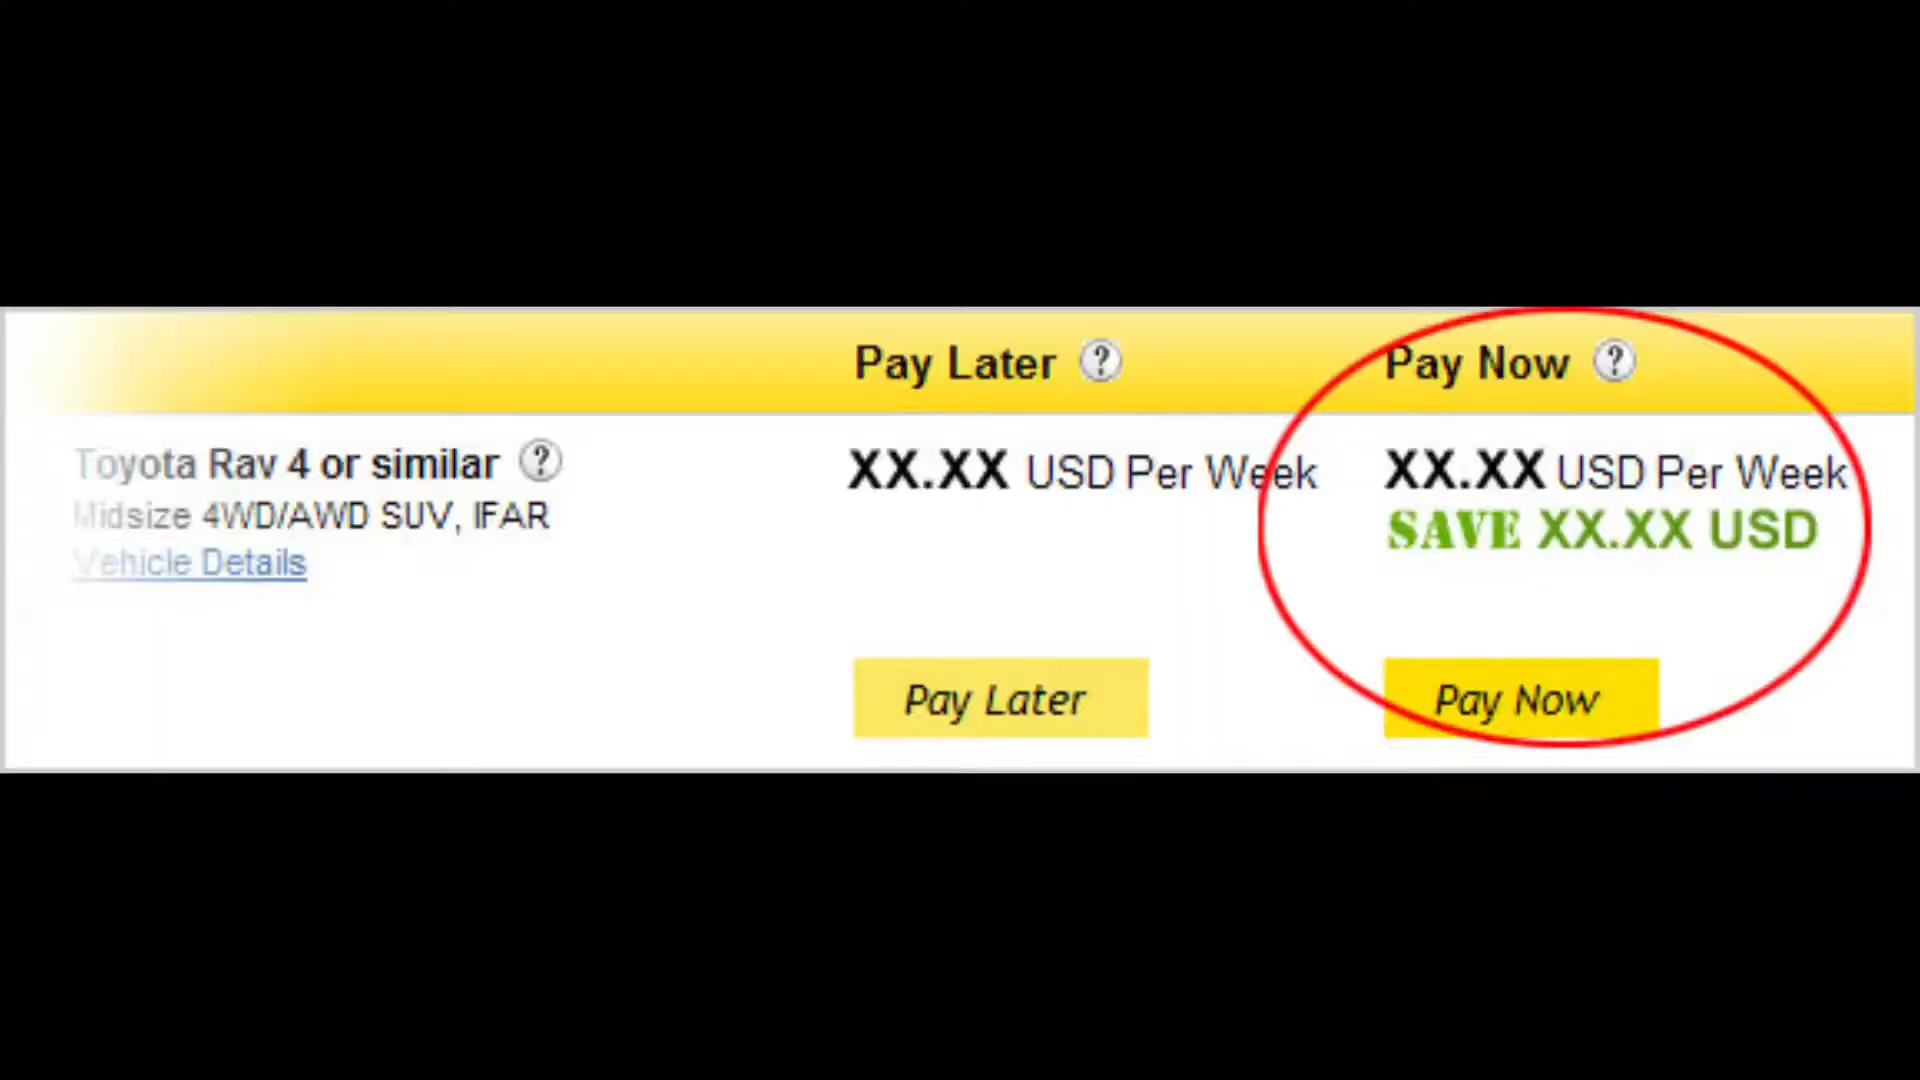 Pay Later ? Pay Now ?
Toyota Rav 4 or similar ?
Midsize 4WD/AWD SUV, IFAR
Vehicle Details
XX.XX USD Per Week
XX.XX USD Per Week
SAVE XX.XX USD
Pay Later
Pay Now